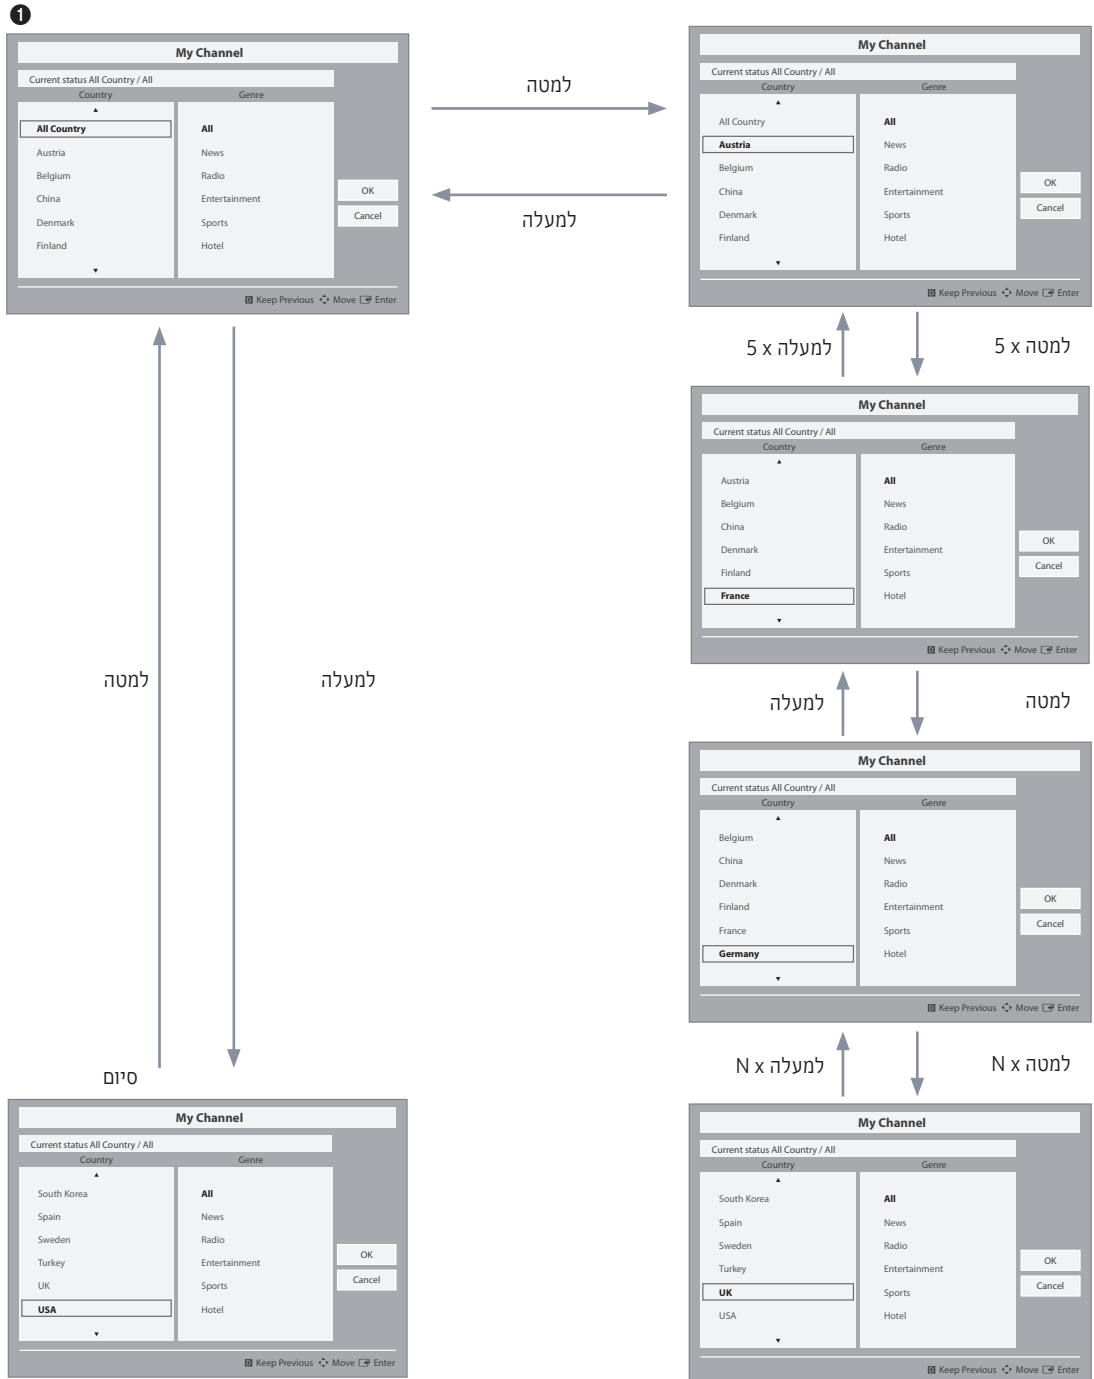 ❶
My Channel
Current status All Country / All
Country Genre
▲
All Country All
Austria News
Belgium Radio
China Entertainment
Denmark Sports
Finland Hotel
▼
OK
Cancel
D Keep Previous Move Enter
למטה
למעלה
My Channel
Current status All Country / All
Country Genre
▲
All Country All
Austria News
Belgium Radio
China Entertainment
Denmark Sports
Finland Hotel
▼
OK
Cancel
D Keep Previous Move Enter
למעלה x 5
למטה x 5
My Channel
Current status All Country / All
Country Genre
▲
Austria All
Belgium News
China Radio
Denmark Entertainment
Finland Sports
France Hotel
▼
OK
Cancel
D Keep Previous Move Enter
למטה
למעלה
למעלה
למטה
My Channel
Current status All Country / All
Country Genre
▲
Belgium All
China News
Denmark Radio
Finland Entertainment
France Sports
Germany Hotel
▼
OK
Cancel
D Keep Previous Move Enter
למעלה x N
למטה x N
סיום
My Channel
Current status All Country / All
Country Genre
▲
South Korea All
Spain News
Sweden Radio
Turkey Entertainment
UK Sports
USA Hotel
▼
OK
Cancel
D Keep Previous Move Enter
My Channel
Current status All Country / All
Country Genre
▲
South Korea All
Spain News
Sweden Radio
Turkey Entertainment
UK Sports
USA Hotel
▼
OK
Cancel
D Keep Previous Move Enter